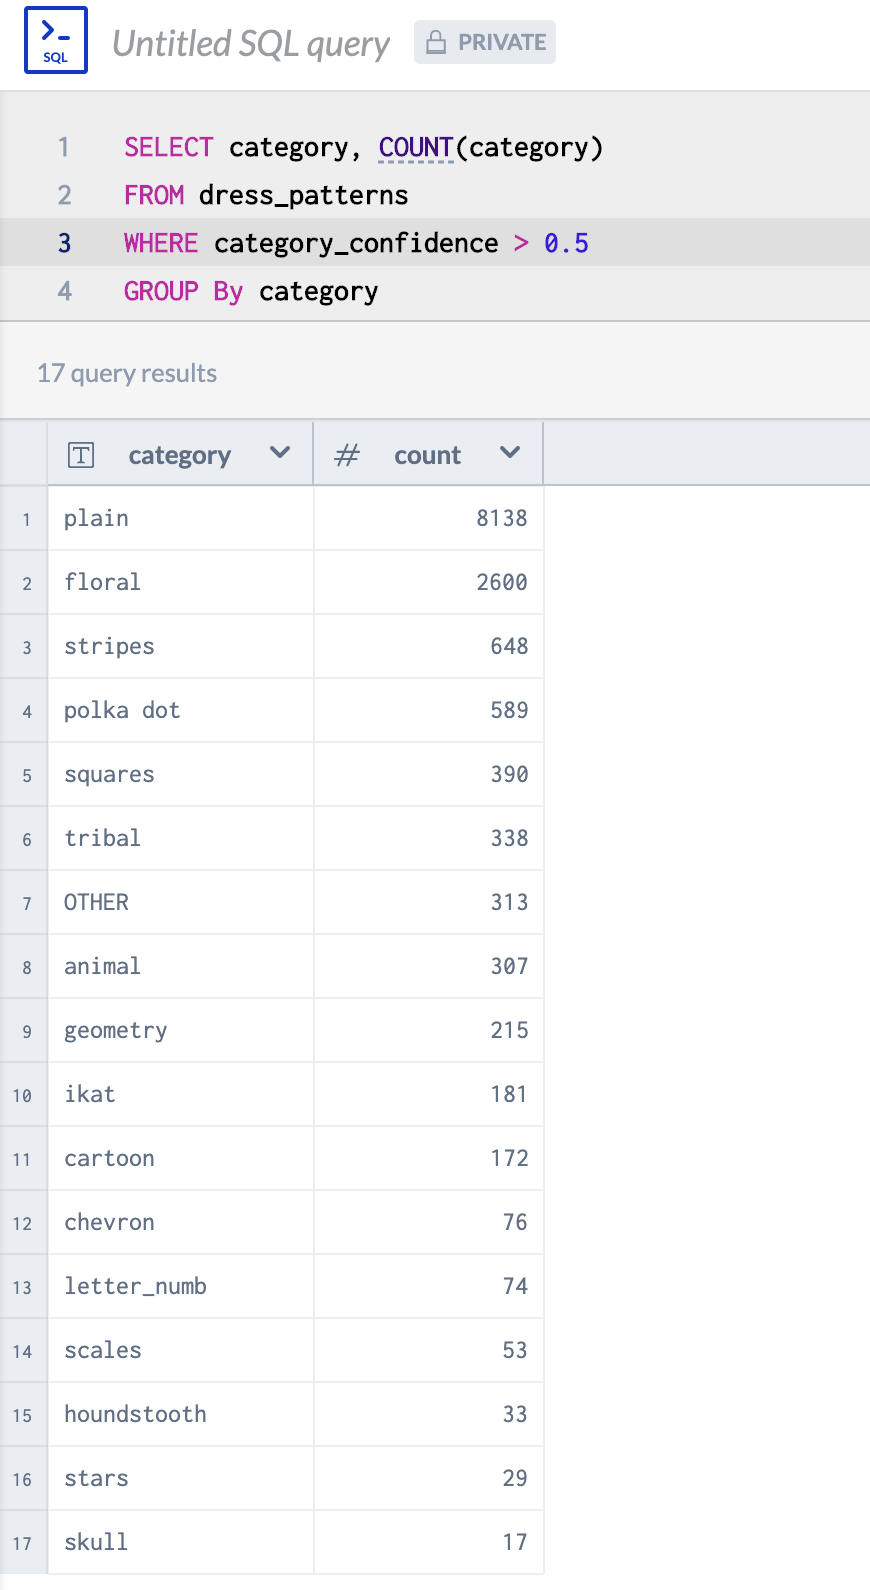 SQL
Untitled SQL query PRIVATE
1 SELECT category, COUNT(category)
2 FROM dress_patterns
3 WHERE category_confidence > 0.5
4 GROUP By category
17 query results
T category # count
1 plain 8138
2 floral 2600
3 stripes 648
4 polka dot 589
5 squares 390
6 tribal 338
7 OTHER 313
8 animal 307
9 geometry 215
10 ikat 181
11 cartoon 172
12 chevron 76
13 letter_numb 74
14 scales 53
15 houndstooth 33
16 stars 29
17 skull 17